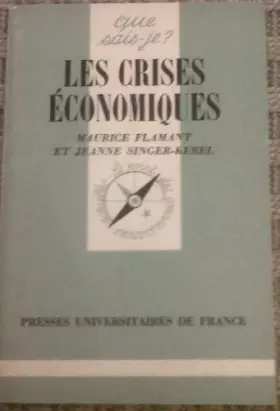 que
sais-je?
LES CRISES
ÉCONOMIQUES
MAURICE FLAMANT
ET JEANNE SINGER-KEREL
PRESSES UNIVERSITAIRES DE FRANCE